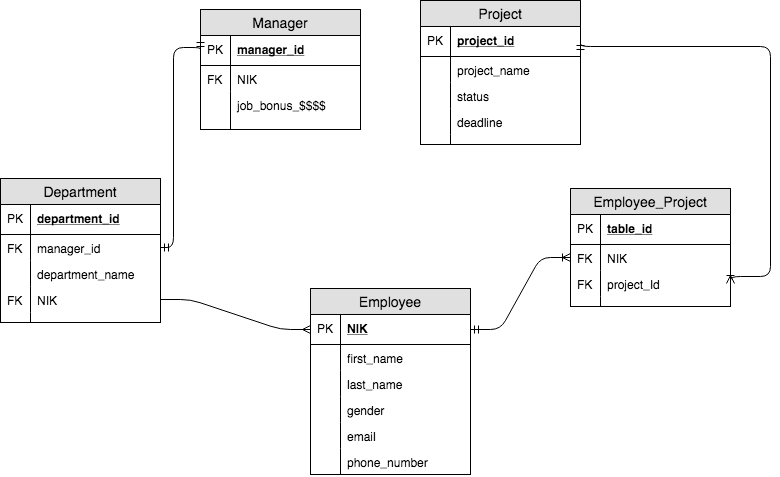 Manager
PK manager_id
FK NIK
job_bonus_$$$$
Project
PK project_id
project_name
status
deadline
Department
PK department_id
FK manager_id
department_name
FK NIK
Employee_Project
PK table_id
FK NIK
FK project_Id
Employee
PK NIK
first_name
last_name
gender
email
phone_number